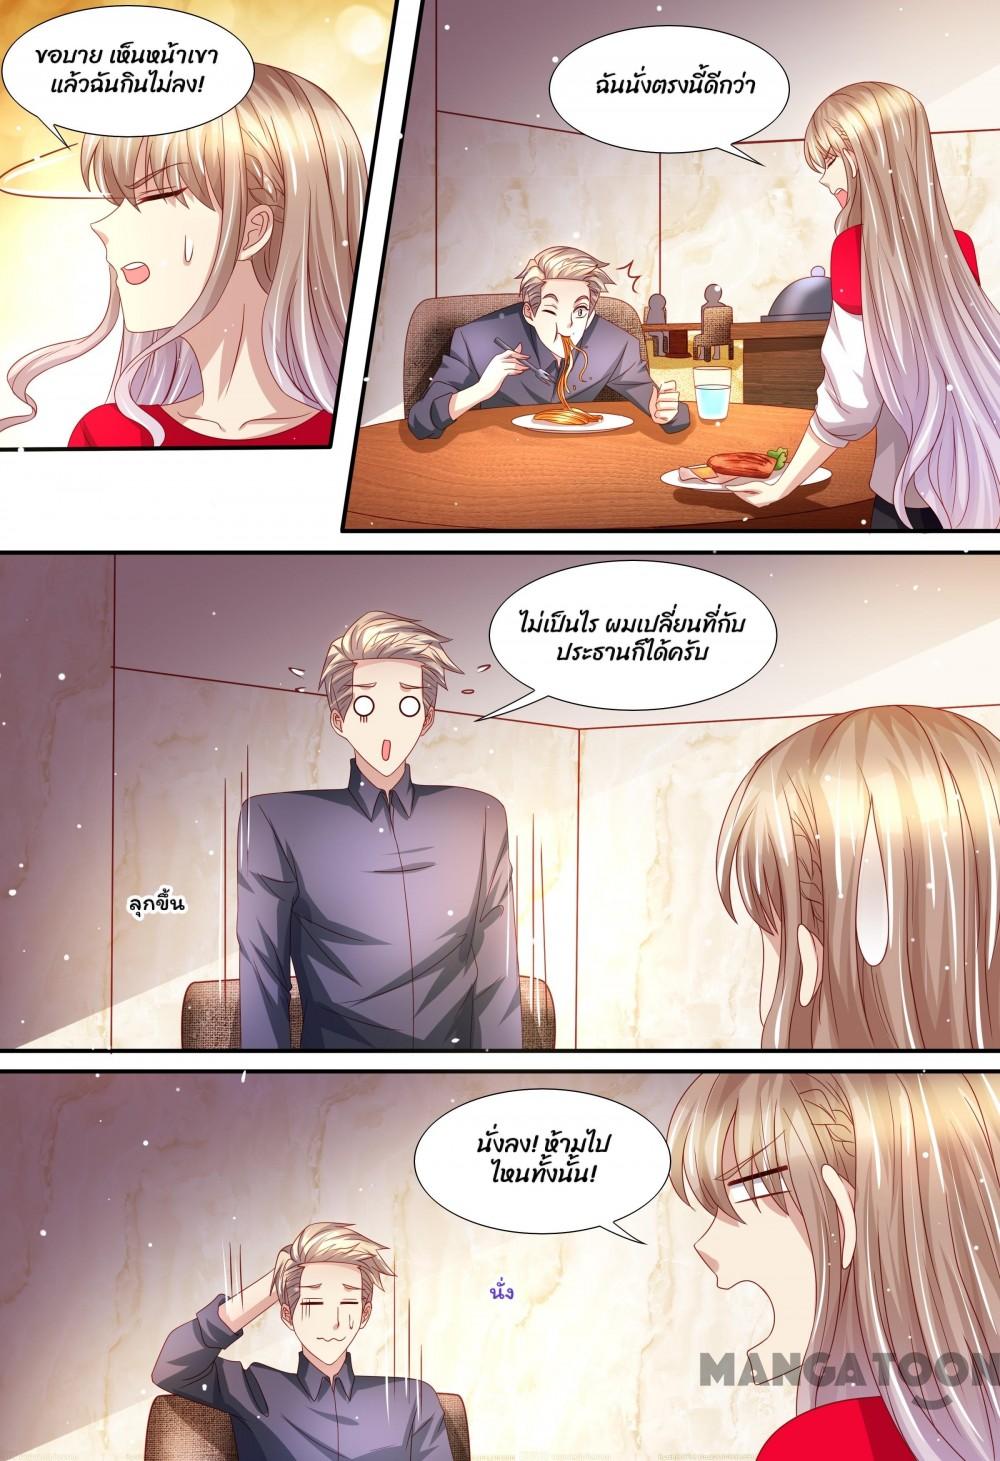 ขอบาย เห็นหน้าเขา
แล้วฉันกินไม่ลง!
ฉันนั่งตรงนี้ดีกว่า
ไม่เป็นไร ผมเปลี่ยนที่กับ
ประธานก็ได้ครับ
ลุกขึ้น
นั่งลง! ห้ามไป
ไหนทั้งนั้น!
นั่ง
MANGATOON